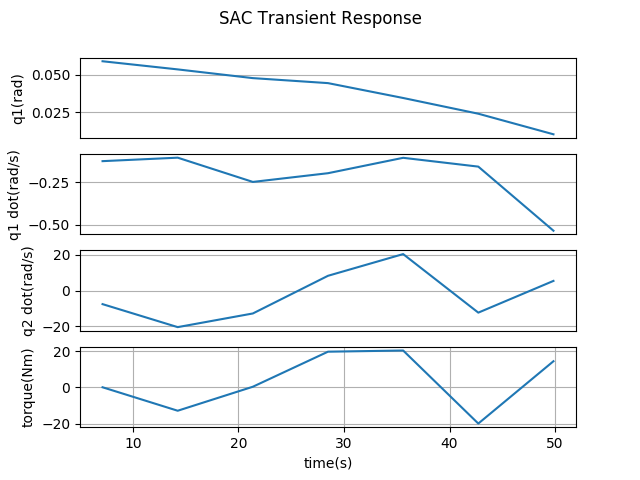 SAC Transient Response
q1(rad)
0.050
0.025
q1 dot(rad/s)
−0.25
−0.50
q2 dot(rad/s)
20
0
−20
torque(Nm)
20
0
−20
10 20 30 40 50
time(s)